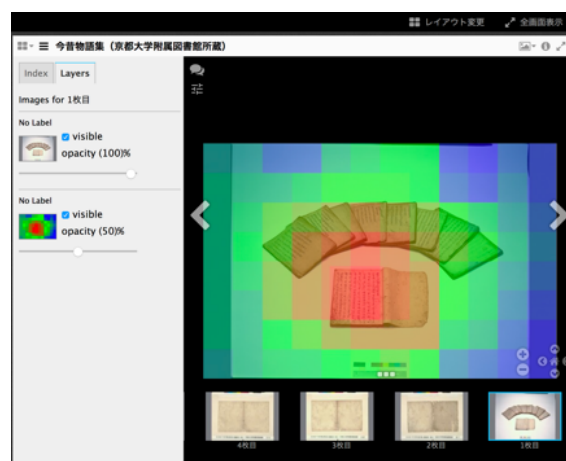 レイアウト変更 全画面表示
今昔物語集（京都大学附属図書館所蔵）
Index Layers
Images for 1枚目
No Label
visible
opacity (100)%
No Label
visible
opacity (50)%
4枚目 3枚目 2枚目 1枚目